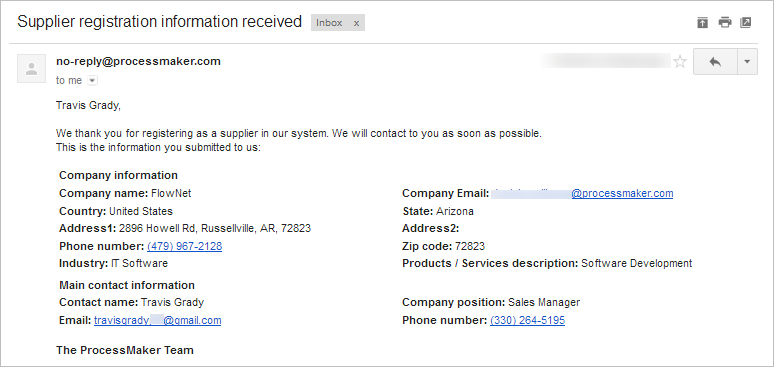 Supplier registration information received Inbox x
no-reply@processmaker.com
to me
Travis Grady,
We thank you for registering as a supplier in our system. We will contact to you as soon as possible.
This is the information you submitted to us:
Company information
Company name: FlowNet Company Email: @processmaker.com
Country: United States State: Arizona
Address1: 2896 Howell Rd, Russellville, AR, 72823 Address2:
Phone number: (479) 967-2128 Zip code: 72823
Industry: IT Software Products / Services description: Software Development
Main contact information
Contact name: Travis Grady Company position: Sales Manager
Email: travisgrady @gmail.com Phone number: (330) 264-5195
The ProcessMaker Team